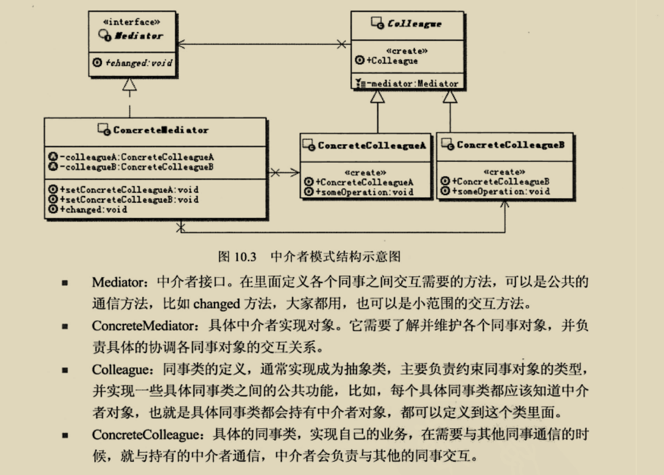 «interface»
Mediator
+changed:void
Colleague
«create»
+Colleague
-mediator:Mediator
ConcreteMediator
-colleagueA:ConcreteColleagueA
-colleagueB:ConcreteColleagueB
+setConcreteColleagueA:void
+setConcreteColleagueB:void
+changed:void
ConcreteColleagueA
«create»
+ConcreteColleagueA
+someOperation:void
ConcreteColleagueB
«create»
+ConcreteColleagueB
+someOperation:void
图 10.3 中介者模式结构示意图
■ Mediator：中介者接口。在里面定义各个同事之间交互需要的方法，可以是公共的
通信方法，比如 changed 方法，大家都用，也可以是小范围的交互方法。
■ ConcreteMediator：具体中介者实现对象。它需要了解并维护各个同事对象，并负
责具体的协调各同事对象的交互关系。
■ Colleague：同事类的定义，通常实现成为抽象类，主要负责约束同事对象的类型，
并实现一些具体同事类之间的公共功能，比如，每个具体同事类都应该知道中介
者对象，也就是具体同事类都会持有中介者对象，都可以定义到这个类里面。
■ ConcreteColleague：具体的同事类，实现自己的业务，在需要与其他同事通信的时
候，就与持有的中介者通信，中介者会负责与其他的同事交互。